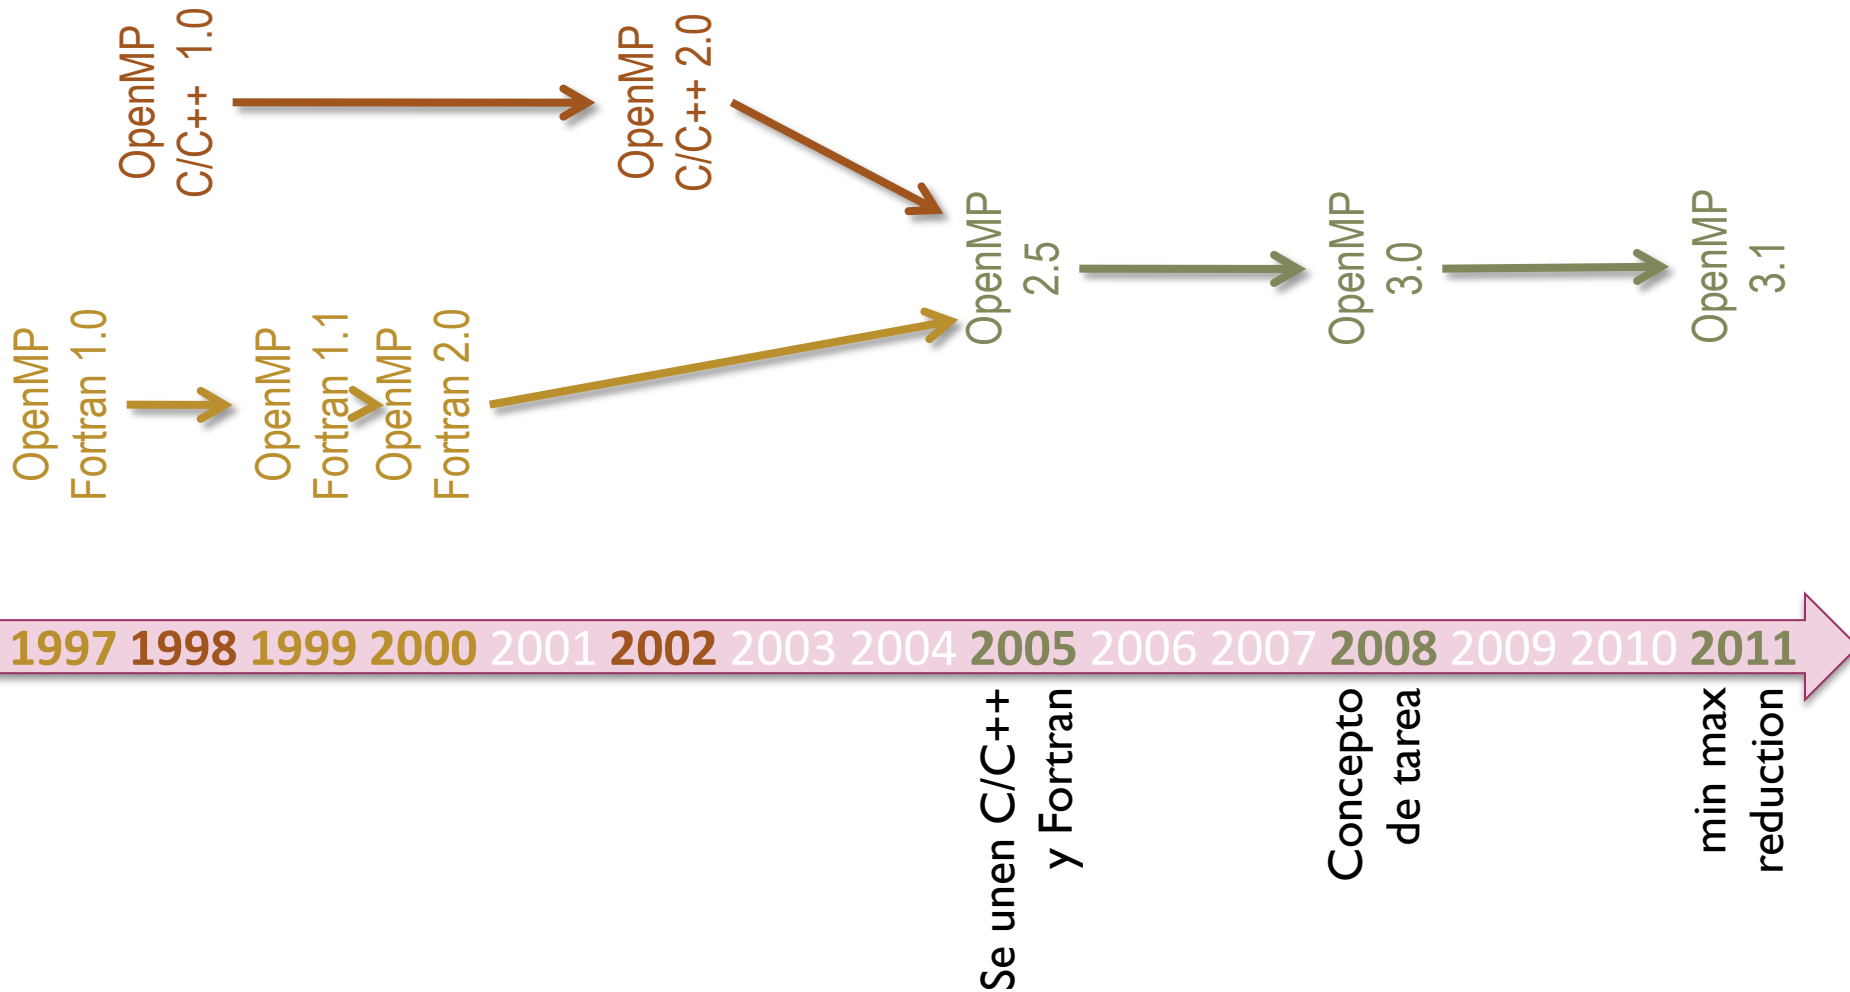 OpenMP
C/C++ 1.0
OpenMP
C/C++ 2.0
OpenMP
2.5
OpenMP
3.0
OpenMP
3.1
OpenMP
Fortran 1.0
OpenMP
Fortran 1.1
OpenMP
Fortran 2.0
1997 1998 1999 2000 2001 2002 2003 2004 2005 2006 2007 2008 2009 2010 2011
Se unen C/C++
y Fortran
Concepto
de tarea
min max
reduction